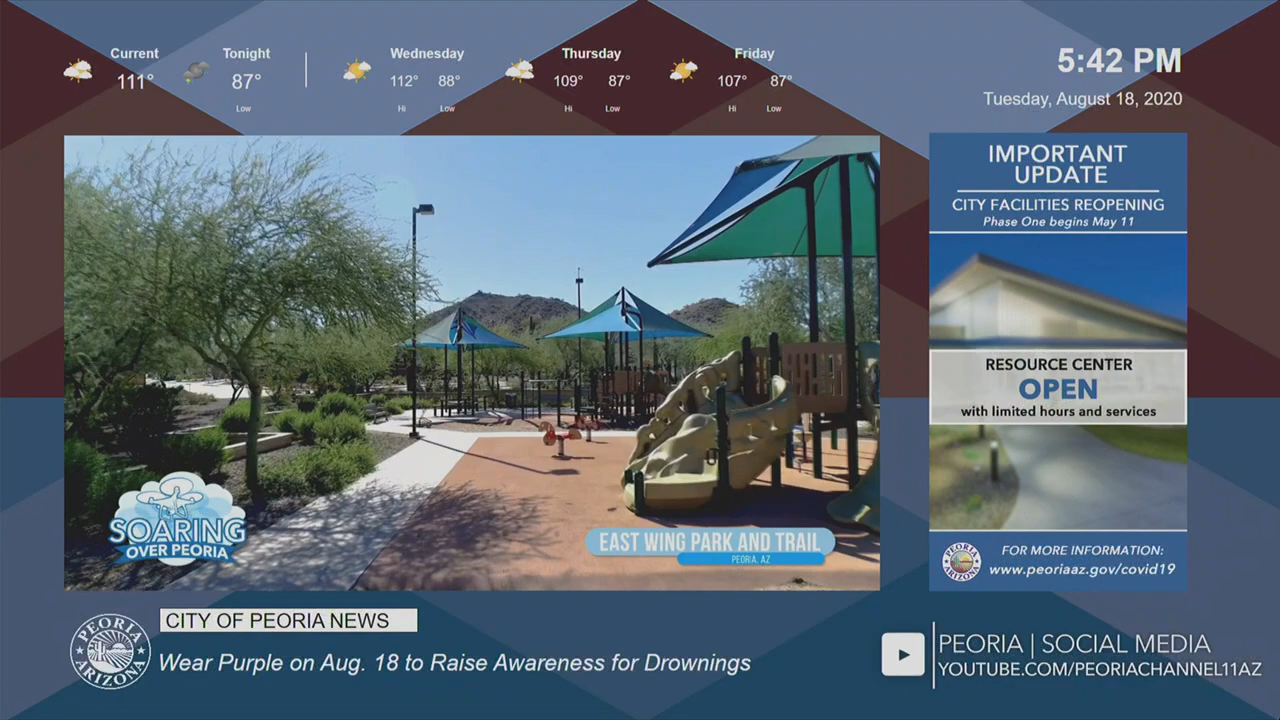 Current
111°
Tonight
87°
Low
Wednesday
112° 88°
Hi Low
Thursday
109° 87°
Hi Low
Friday
107° 87°
Hi Low
5:42 PM
Tuesday, August 18, 2020
SOARING
OVER PEORIA
EAST WING PARK AND TRAIL
PEORIA, AZ
IMPORTANT
UPDATE
CITY FACILITIES REOPENING
Phase One begins May 11
RESOURCE CENTER
OPEN
with limited hours and services
PEORIA
ARIZONA
FOR MORE INFORMATION:
www.peoriaaz.gov/covid19
PEORIA
ARIZONA
CITY OF PEORIA NEWS
Wear Purple on Aug. 18 to Raise Awareness for Drownings
PEORIA | SOCIAL MEDIA
YOUTUBE.COM/PEORIACHANNEL11AZ